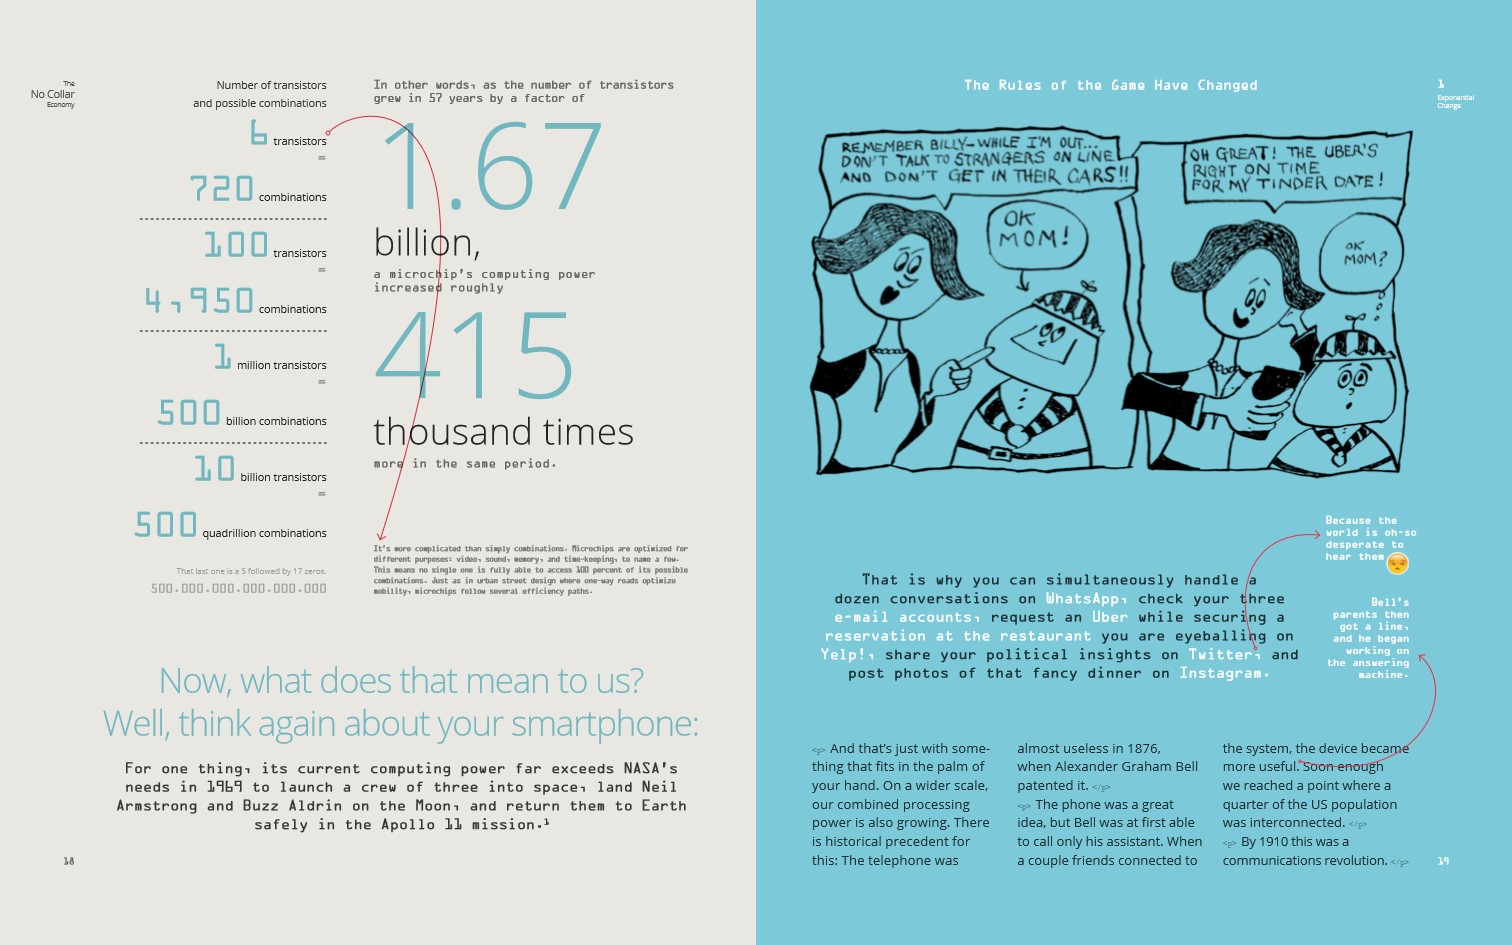 The
No Collar
Economy
Number of transistors
and possible combinations
6 transistors
=
720 combinations
100 transistors
=
4,950 combinations
1 million transistors
=
500 billion combinations
10 billion transistors
=
500 quadrillion combinations
That last one is a 5 followed by 17 zeros.
500.000.000.000.000.000
In other words, as the number of transistors
grew in 57 years by a factor of
1.67
billion,
a microchip's computing power
increased roughly
415
thousand times
more in the same period.
It's more complicated than simply combinations. Microchips are optimized for
different purposes: video, sound, memory, and time-keeping, to name a few.
This means no single one is fully able to access 100 percent of its possible
combinations. Just as in urban street design where one-way roads optimize
mobility, microchips follow several efficiency paths.
Now, what does that mean to us?
Well, think again about your smartphone:
For one thing, its current computing power far exceeds NASA's
needs in 1969 to launch a crew of three into space, land Neil
Armstrong and Buzz Aldrin on the Moon, and return them to Earth
safely in the Apollo 11 mission.¹
18
The Rules of the Game Have Changed
1
Exponential
Change
REMEMBER BILLY-WHILE I'M OUT...
DON'T TALK TO STRANGERS ON LINE
AND DON'T GET IN THEIR CARS!!
OK
MOM!
OH GREAT! THE UBER'S
RIGHT ON TIME
FOR MY TINDER DATE!
OK
MOM?
Because the
world is oh-so
desperate to
hear them
That is why you can simultaneously handle a
dozen conversations on WhatsApp, check your three
e-mail accounts, request an Uber while securing a
reservation at the restaurant you are eyeballing on
Yelp!, share your political insights on Twitter, and
post photos of that fancy dinner on Instagram.
Bell's
parents then
got a line,
and he began
working on
the answering
machine.
<p> And that's just with some-
thing that fits in the palm of
your hand. On a wider scale,
our combined processing
power is also growing. There
is historical precedent for
this: The telephone was
almost useless in 1876,
when Alexander Graham Bell
patented it. </p>
<p> The phone was a great
idea, but Bell was at first able
to call only his assistant. When
a couple friends connected to
the system, the device became
more useful. Soon enough
we reached a point where a
quarter of the US population
was interconnected. </p>
<p> By 1910 this was a
communications revolution. </p>
19